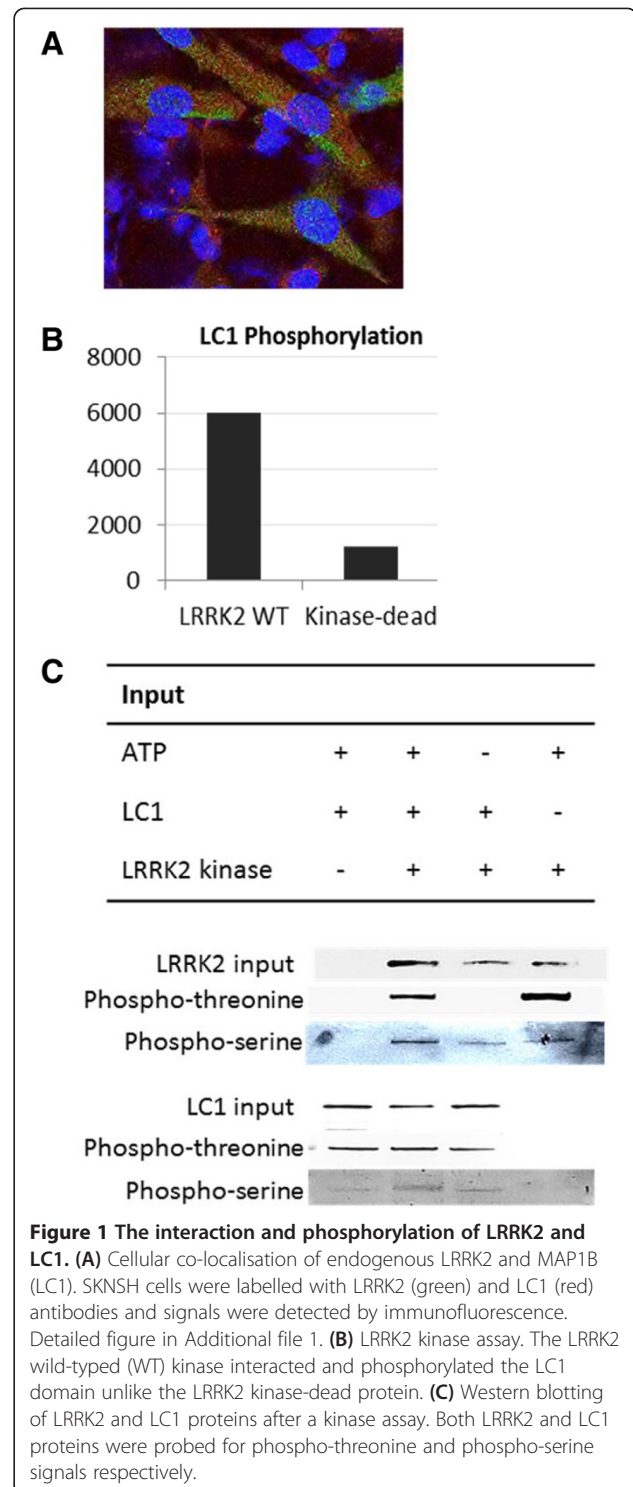 A
B
LC1 Phosphorylation
8000
6000
4000
2000
0
LRRK2 WT Kinase-dead
C
Input
ATP + + - +
LC1 + + + -
LRRK2 kinase - + + +
LRRK2 input
Phospho-threonine
Phospho-serine
LC1 input
Phospho-threonine
Phospho-serine
Figure 1 The interaction and phosphorylation of LRRK2 and
LC1. (A) Cellular co-localisation of endogenous LRRK2 and MAP1B
(LC1). SKNSH cells were labelled with LRRK2 (green) and LC1 (red)
antibodies and signals were detected by immunofluorescence.
Detailed figure in Additional file 1. (B) LRRK2 kinase assay. The LRRK2
wild-typed (WT) kinase interacted and phosphorylated the LC1
domain unlike the LRRK2 kinase-dead protein. (C) Western blotting
of LRRK2 and LC1 proteins after a kinase assay. Both LRRK2 and LC1
proteins were probed for phospho-threonine and phospho-serine
signals respectively.